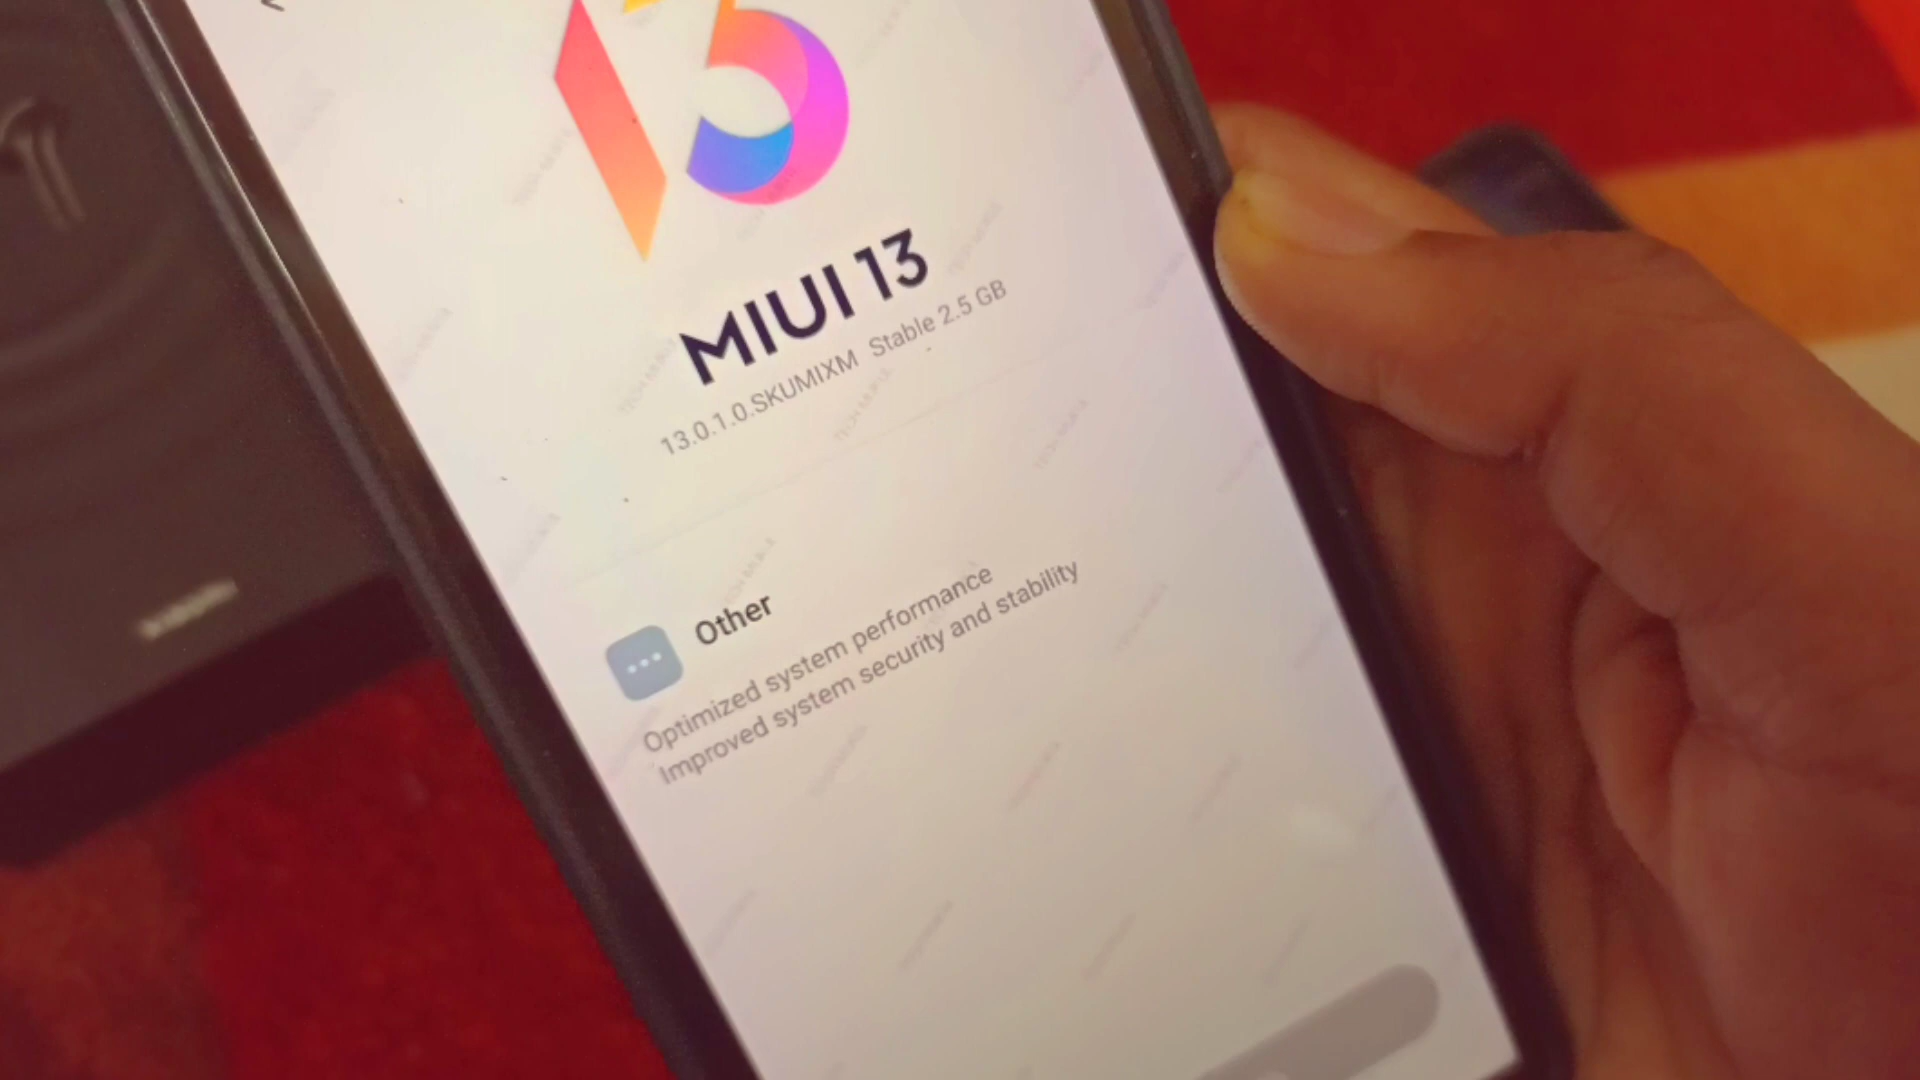 13
MIUI 13
13.0.1.0.SKUMIXM Stable 2.5 GB
Other
Optimized system performance
Improved system security and stability